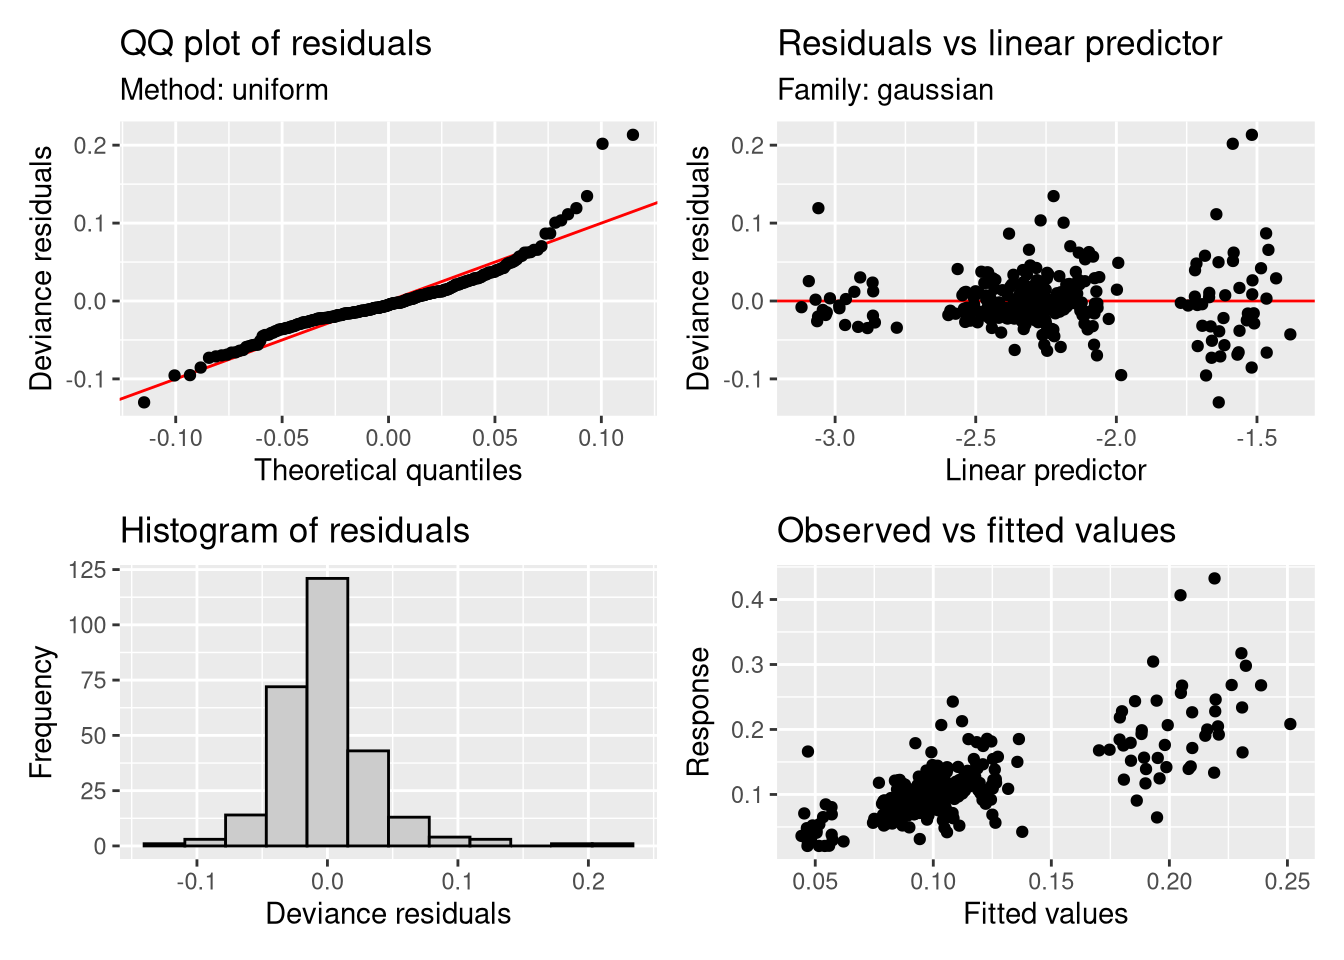 QQ plot of residuals
Method: uniform
Deviance residuals
0.2
0.1
0.0
-0.1
-0.10 -0.05 0.00 0.05 0.10
Theoretical quantiles
Residuals vs linear predictor
Family: gaussian
Deviance residuals
0.2
0.1
0.0
-0.1
-3.0 -2.5 -2.0 -1.5
Linear predictor
Histogram of residuals
Frequency
125
100
75
50
25
0
-0.1 0.0 0.1 0.2
Deviance residuals
Observed vs fitted values
Response
0.4
0.3
0.2
0.1
0.05 0.10 0.15 0.20 0.25
Fitted values